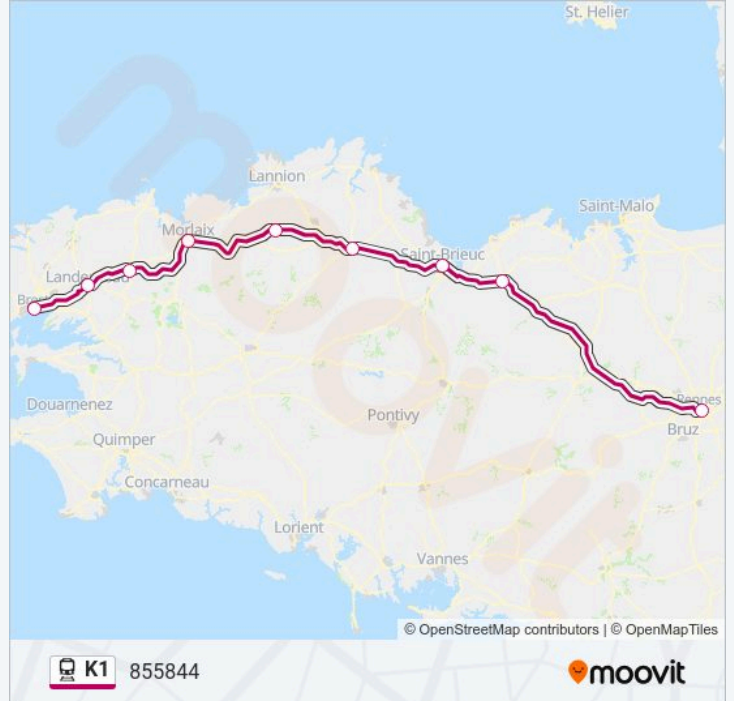 St. Helier
Lannion
Saint-Malo
Morlaix
Saint-Brieuc
Rennes
Douarnenez
Pontivy
Bruz
Quimper
Concarneau
Lorient
Vannes
© OpenStreetMap contributors | © OpenMapTiles
K1 855844 moovit